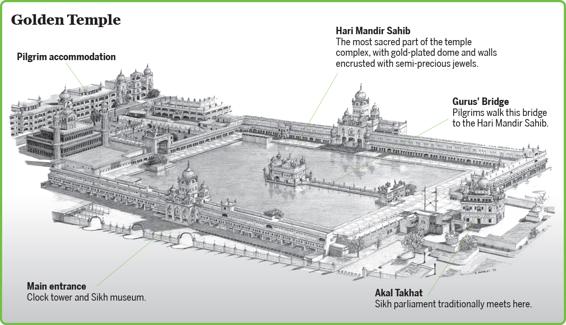 Golden Temple
Pilgrim accommodation
Hari Mandir Sahib
The most sacred part of the temple
complex, with gold-plated dome and walls
encrusted with semi-precious jewels.
Gurus' Bridge
Pilgrims walk this bridge
to the Hari Mandir Sahib.
Main entrance
Clock tower and Sikh museum.
Akal Takhat
Sikh parliament traditionally meets here.